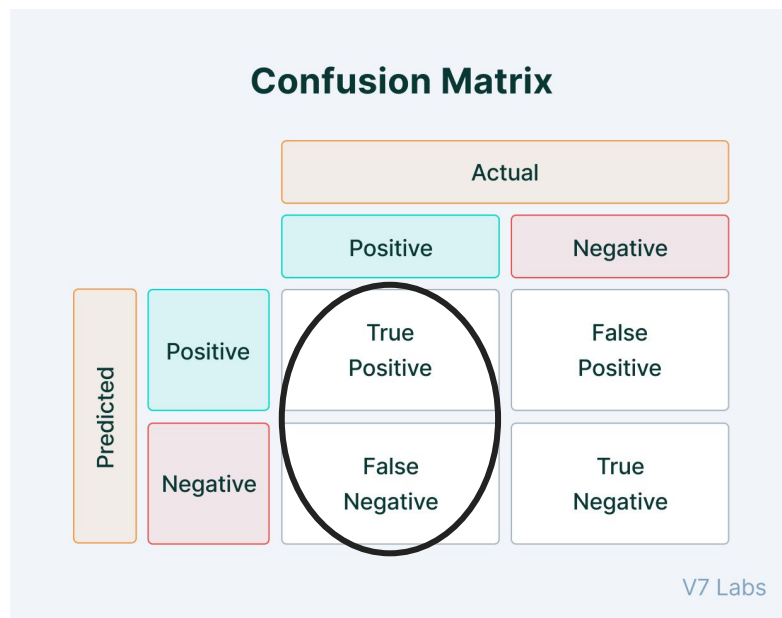 Confusion Matrix
Actual
Positive
Negative
Predicted
Positive
True
Positive
False
Positive
Negative
False
Negative
True
Negative
V7 Labs